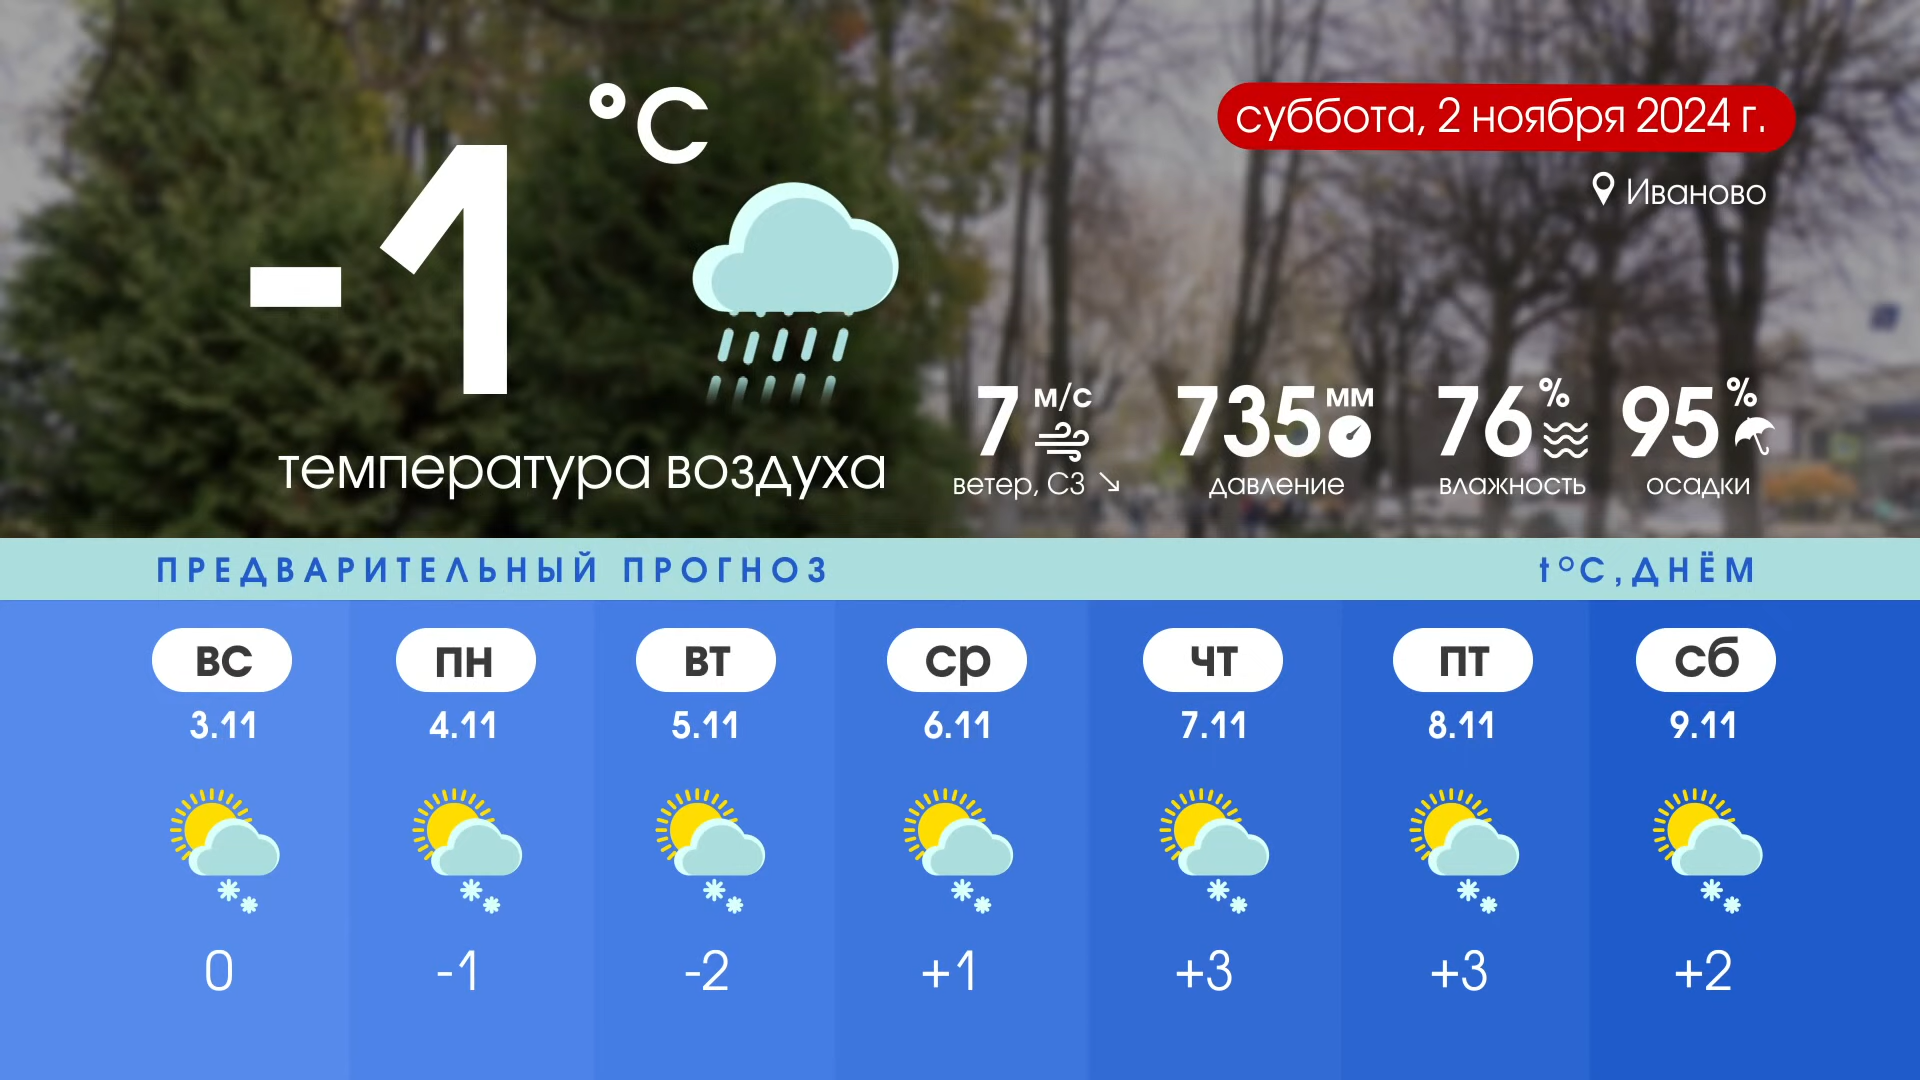 °C
-1
температура воздуха
суббота, 2 ноября 2024 г.
Иваново
7 м/с
ветер, СЗ ↘
735 мм
давление
76 %
влажность
95 %
осадки
ПРЕДВАРИТЕЛЬНЫЙ ПРОГНОЗ
t°C, ДНЁМ
вс пн вт ср чт пт сб
3.11 4.11 5.11 6.11 7.11 8.11 9.11
0 -1 -2 +1 +3 +3 +2